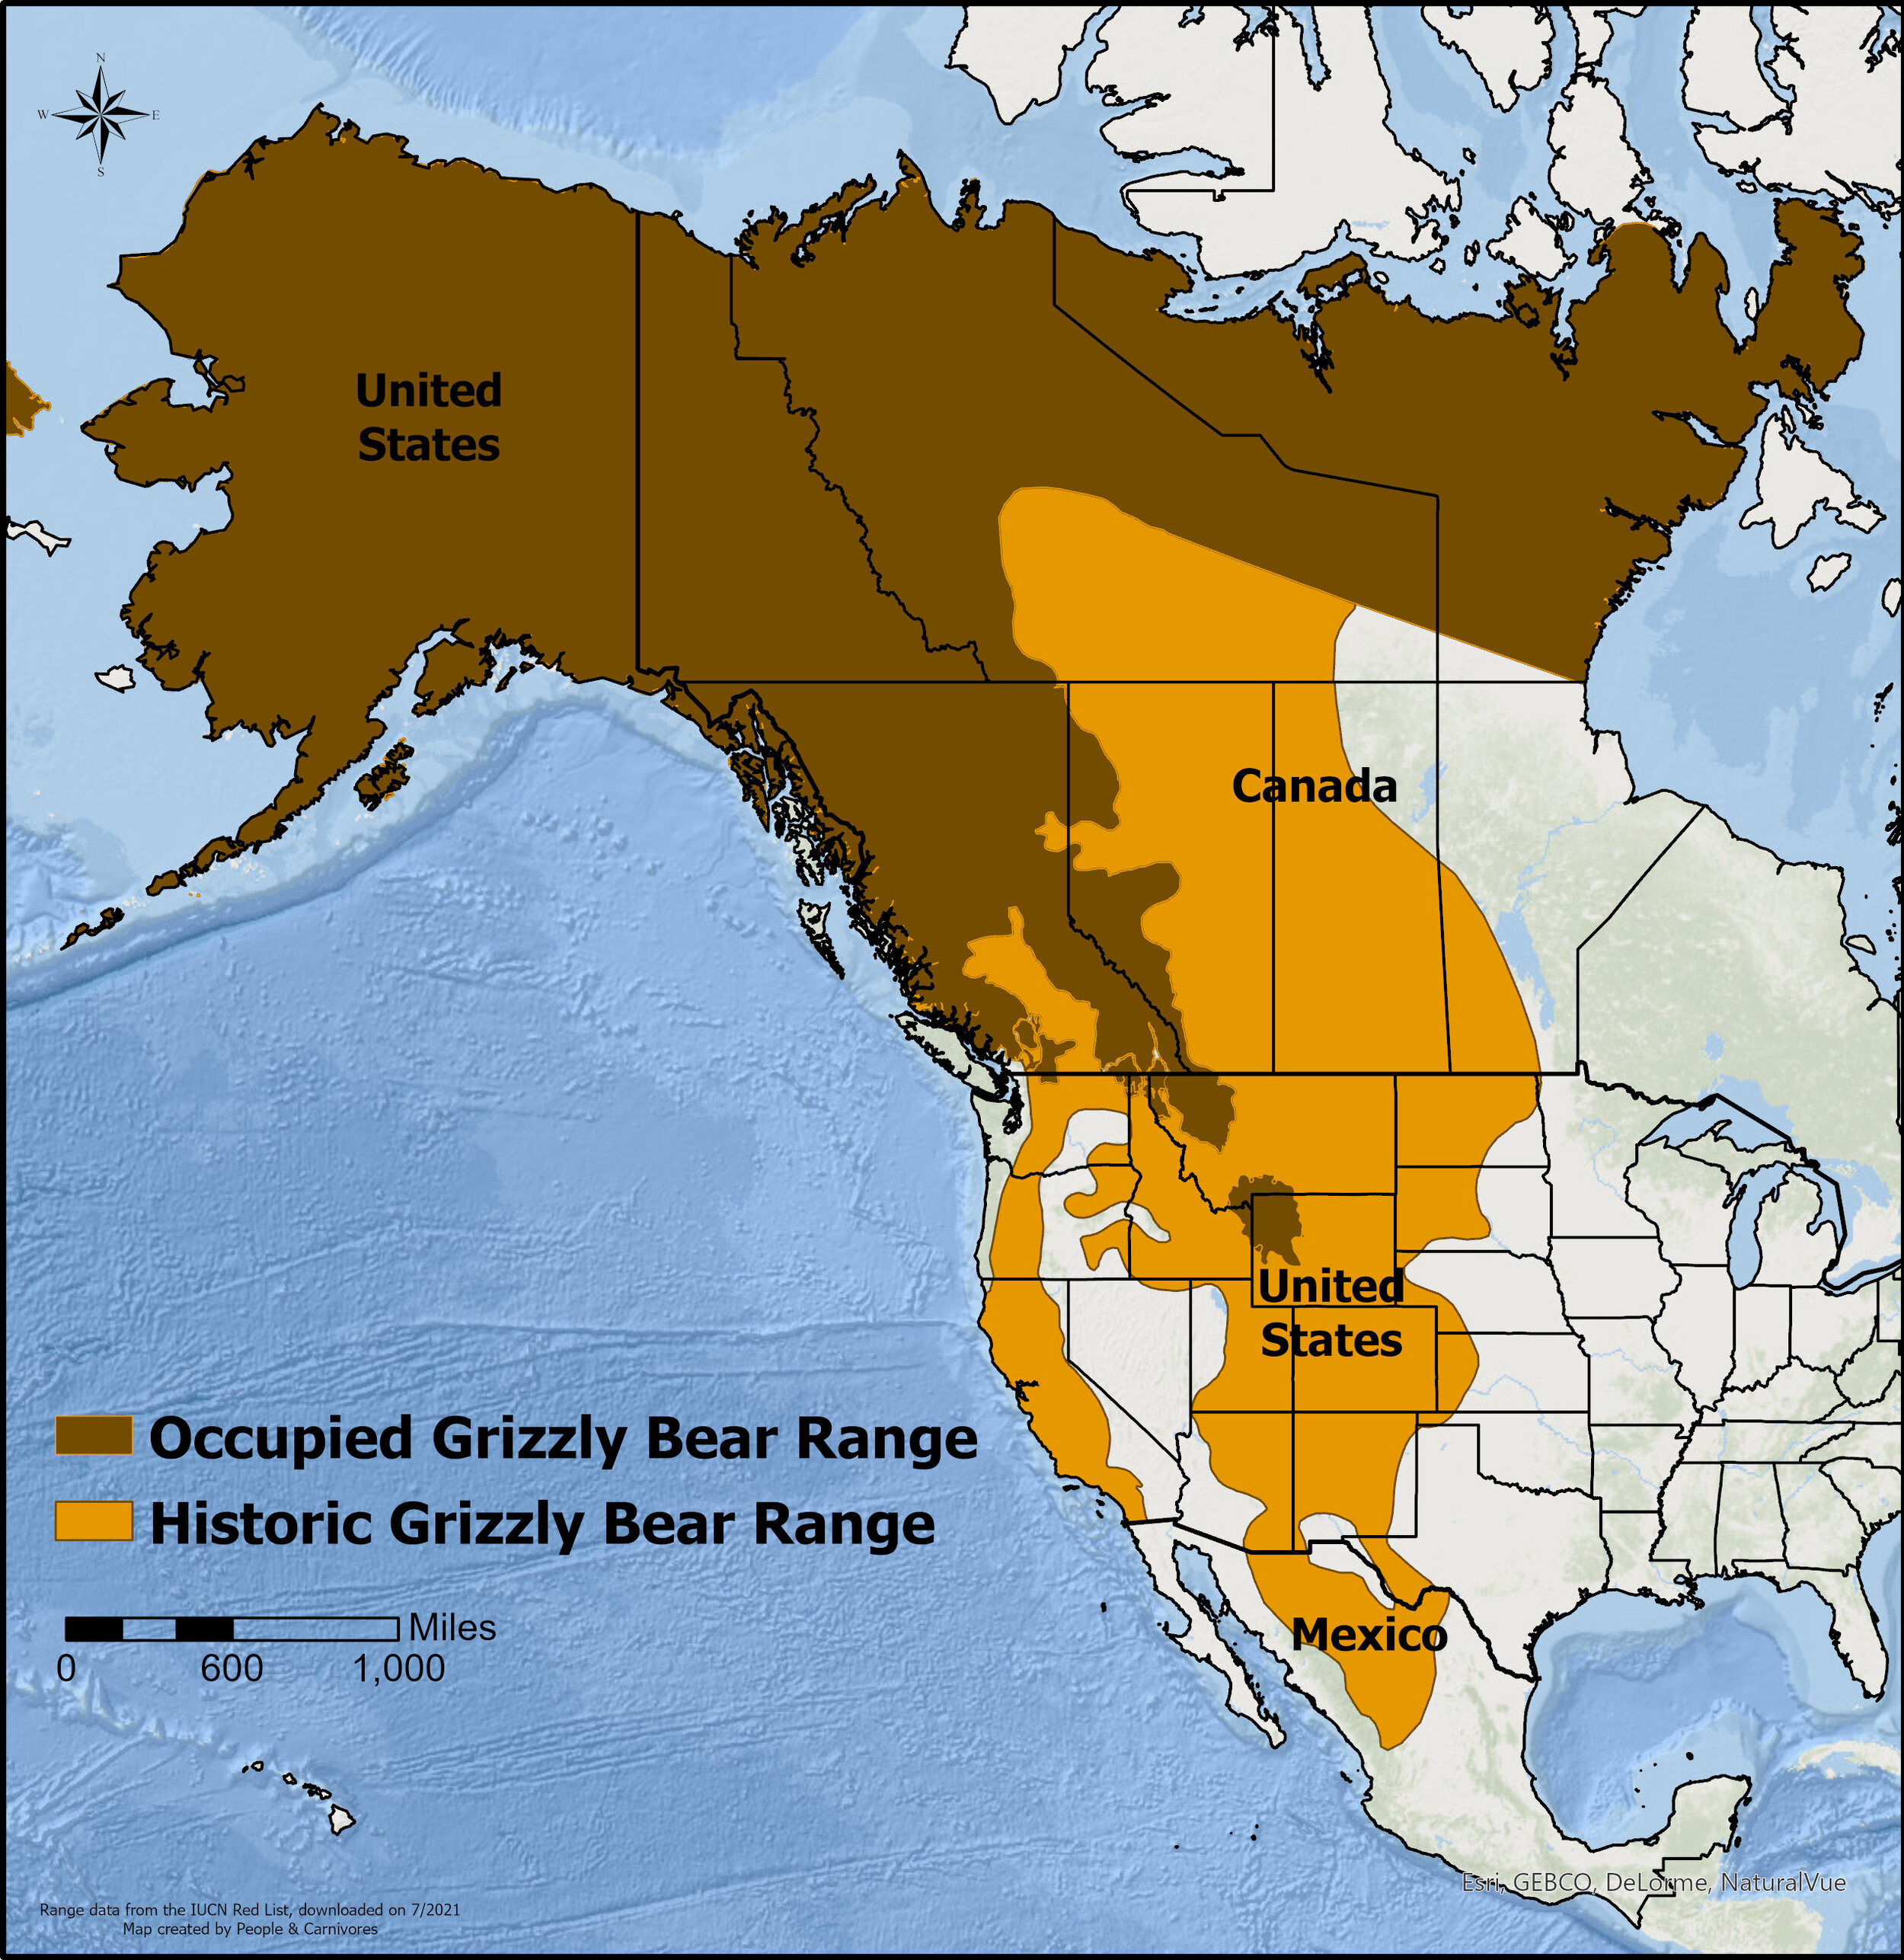 N
W E
S
United
States
Canada
United
States
Occupied Grizzly Bear Range
Historic Grizzly Bear Range
Miles
0 600 1,000
Mexico
Esri, GEBCO, DeLorme, NaturalVue
Range data from the IUCN Red List, downloaded on 7/2021
Map created by People & Carnivores